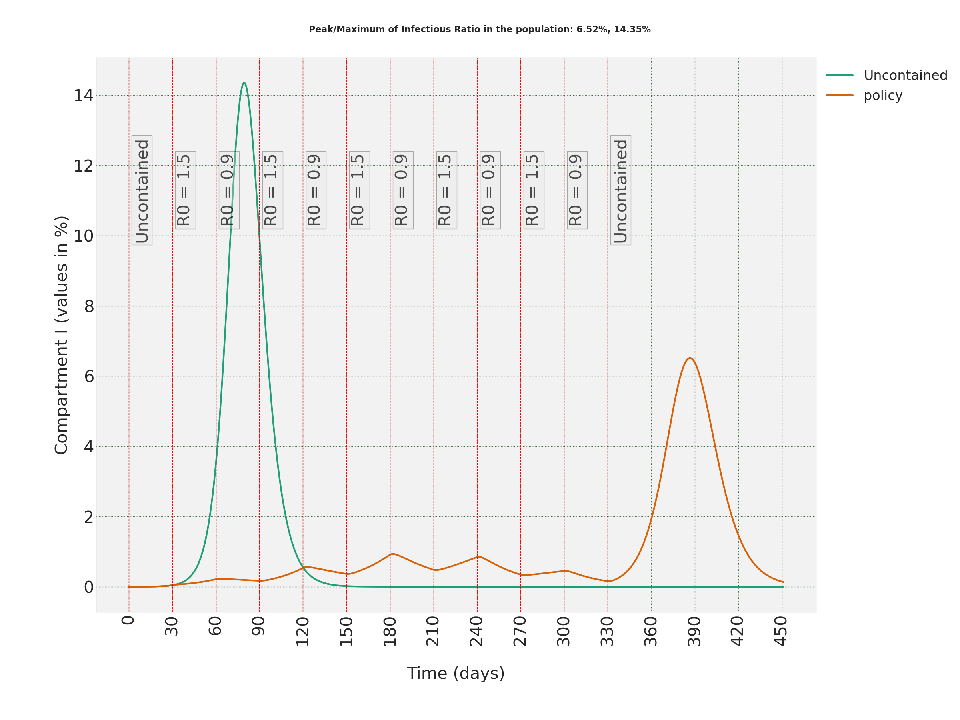 Peak/Maximum of Infectious Ratio in the population: 6.52%, 14.35%
Uncontained
policy
Compartment I (values in %)
14
12
10
8
6
4
2
0
Uncontained
R0 = 1.5
R0 = 0.9
R0 = 1.5
R0 = 0.9
R0 = 1.5
R0 = 0.9
R0 = 1.5
R0 = 0.9
R0 = 1.5
R0 = 0.9
Uncontained
0
30
60
90
120
150
180
210
240
270
300
330
360
390
420
450
Time (days)